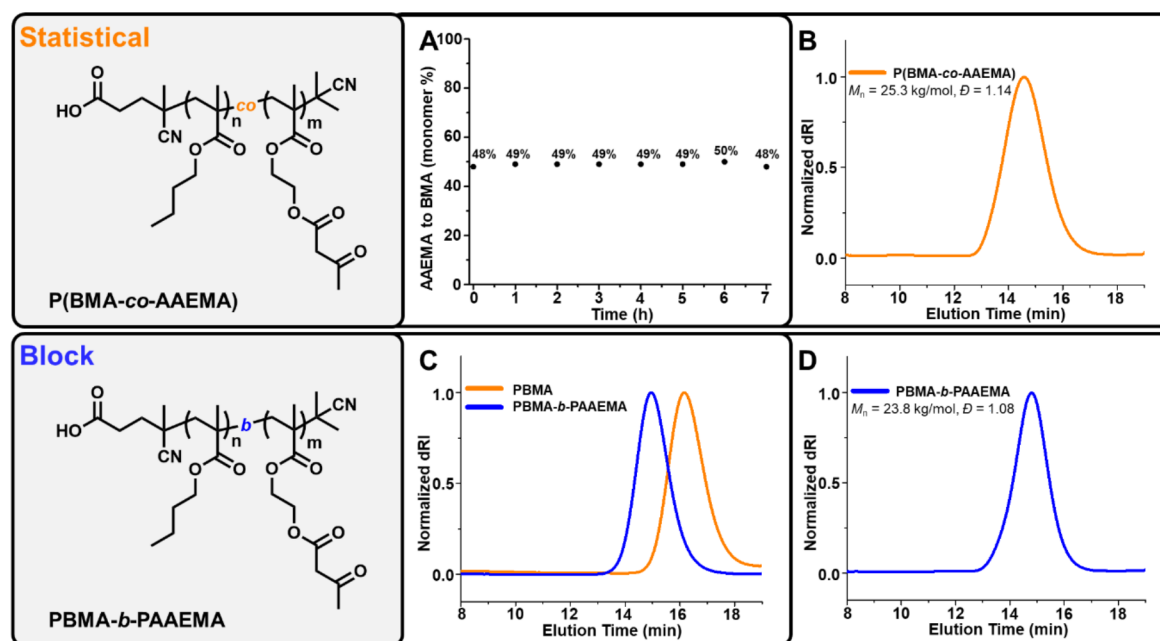 Statistical
HO
O
CN
n
co
m
CN
O
O
O
O
O
O
O
P(BMA-co-AAEMA)
A
AAEMA to BMA (monomer %)
100
80
60
40
20
0
48%
49%
49%
49%
49%
49%
50%
48%
0 1 2 3 4 5 6 7
Time (h)
B
P(BMA-co-AAEMA)
Mn = 25.3 kg/mol, Đ = 1.14
Normalized dRI
1.0
0.5
0.0
8 10 12 14 16 18
Elution Time (min)
Block
HO
O
CN
n
b
m
CN
O
O
O
O
O
O
O
PBMA-b-PAAEMA
C
PBMA
PBMA-b-PAAEMA
Normalized dRI
1.0
0.5
0.0
8 10 12 14 16 18
Elution Time (min)
D
PBMA-b-PAAEMA
Mn = 23.8 kg/mol, Đ = 1.08
Normalized dRI
1.0
0.5
0.0
8 10 12 14 16 18
Elution Time (min)